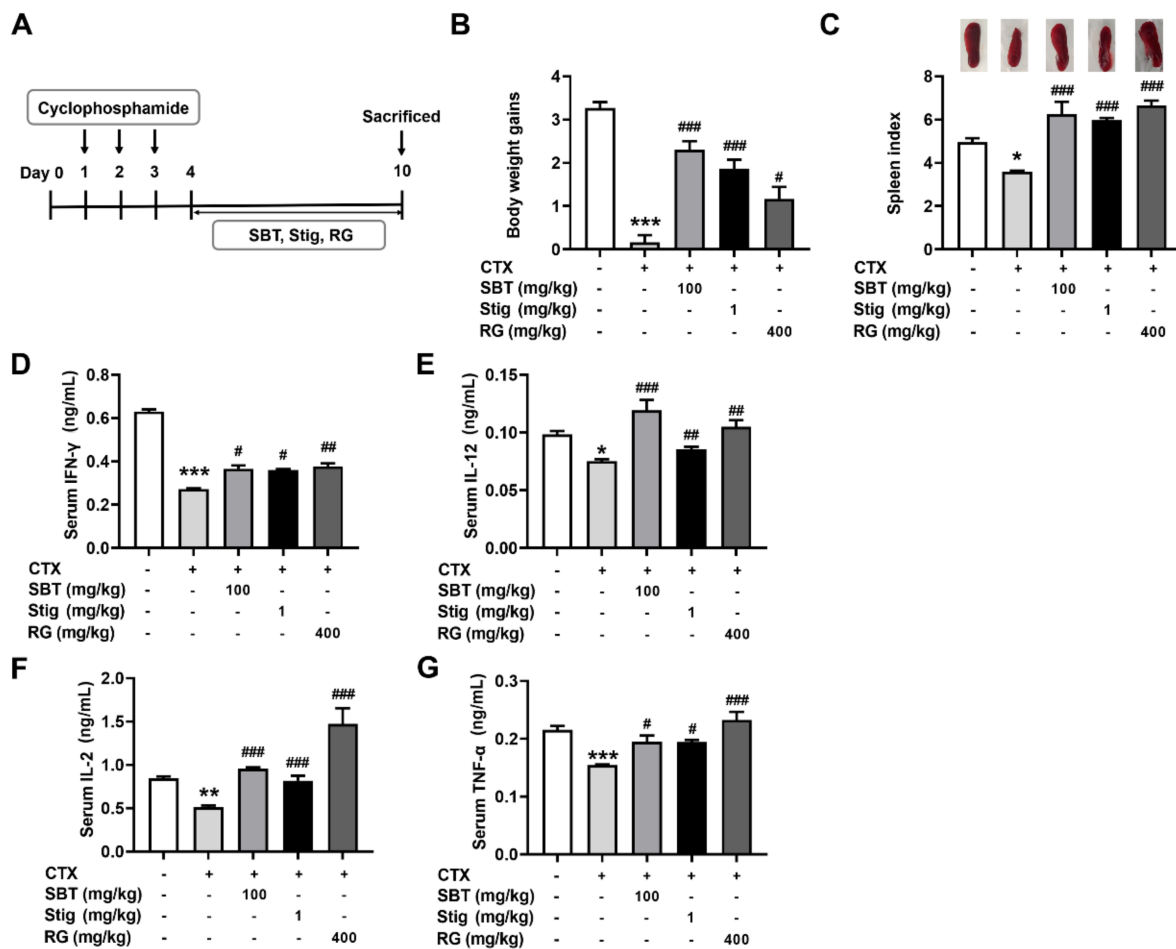 A
Cyclophosphamide
Sacrificed
Day 0 1 2 3 4 10
SBT, Stig, RG
B
Body weight gains
4
3
2
1
0
*** ### ### #
CTX - + + + +
SBT (mg/kg) - - 100 - -
Stig (mg/kg) - - - 1 -
RG (mg/kg) - - - - 400
C
Spleen index
8
6
4
2
0
* ### ### ###
CTX - + + + +
SBT (mg/kg) - - 100 - -
Stig (mg/kg) - - - 1 -
RG (mg/kg) - - - - 400
D
Serum IFN-γ (ng/mL)
0.8
0.6
0.4
0.2
0.0
*** # # ##
CTX - + + + +
SBT (mg/kg) - - 100 - -
Stig (mg/kg) - - - 1 -
RG (mg/kg) - - - - 400
E
Serum IL-12 (ng/mL)
0.15
0.10
0.05
0.00
* ### ## ##
CTX - + + + +
SBT (mg/kg) - - 100 - -
Stig (mg/kg) - - - 1 -
RG (mg/kg) - - - - 400
F
Serum IL-2 (ng/mL)
2.0
1.5
1.0
0.5
0.0
** ### ### ###
CTX - + + + +
SBT (mg/kg) - - 100 - -
Stig (mg/kg) - - - 1 -
RG (mg/kg) - - - - 400
G
Serum TNF-α (ng/mL)
0.3
0.2
0.1
0.0
*** # # ###
CTX - + + + +
SBT (mg/kg) - - 100 - -
Stig (mg/kg) - - - 1 -
RG (mg/kg) - - - - 400